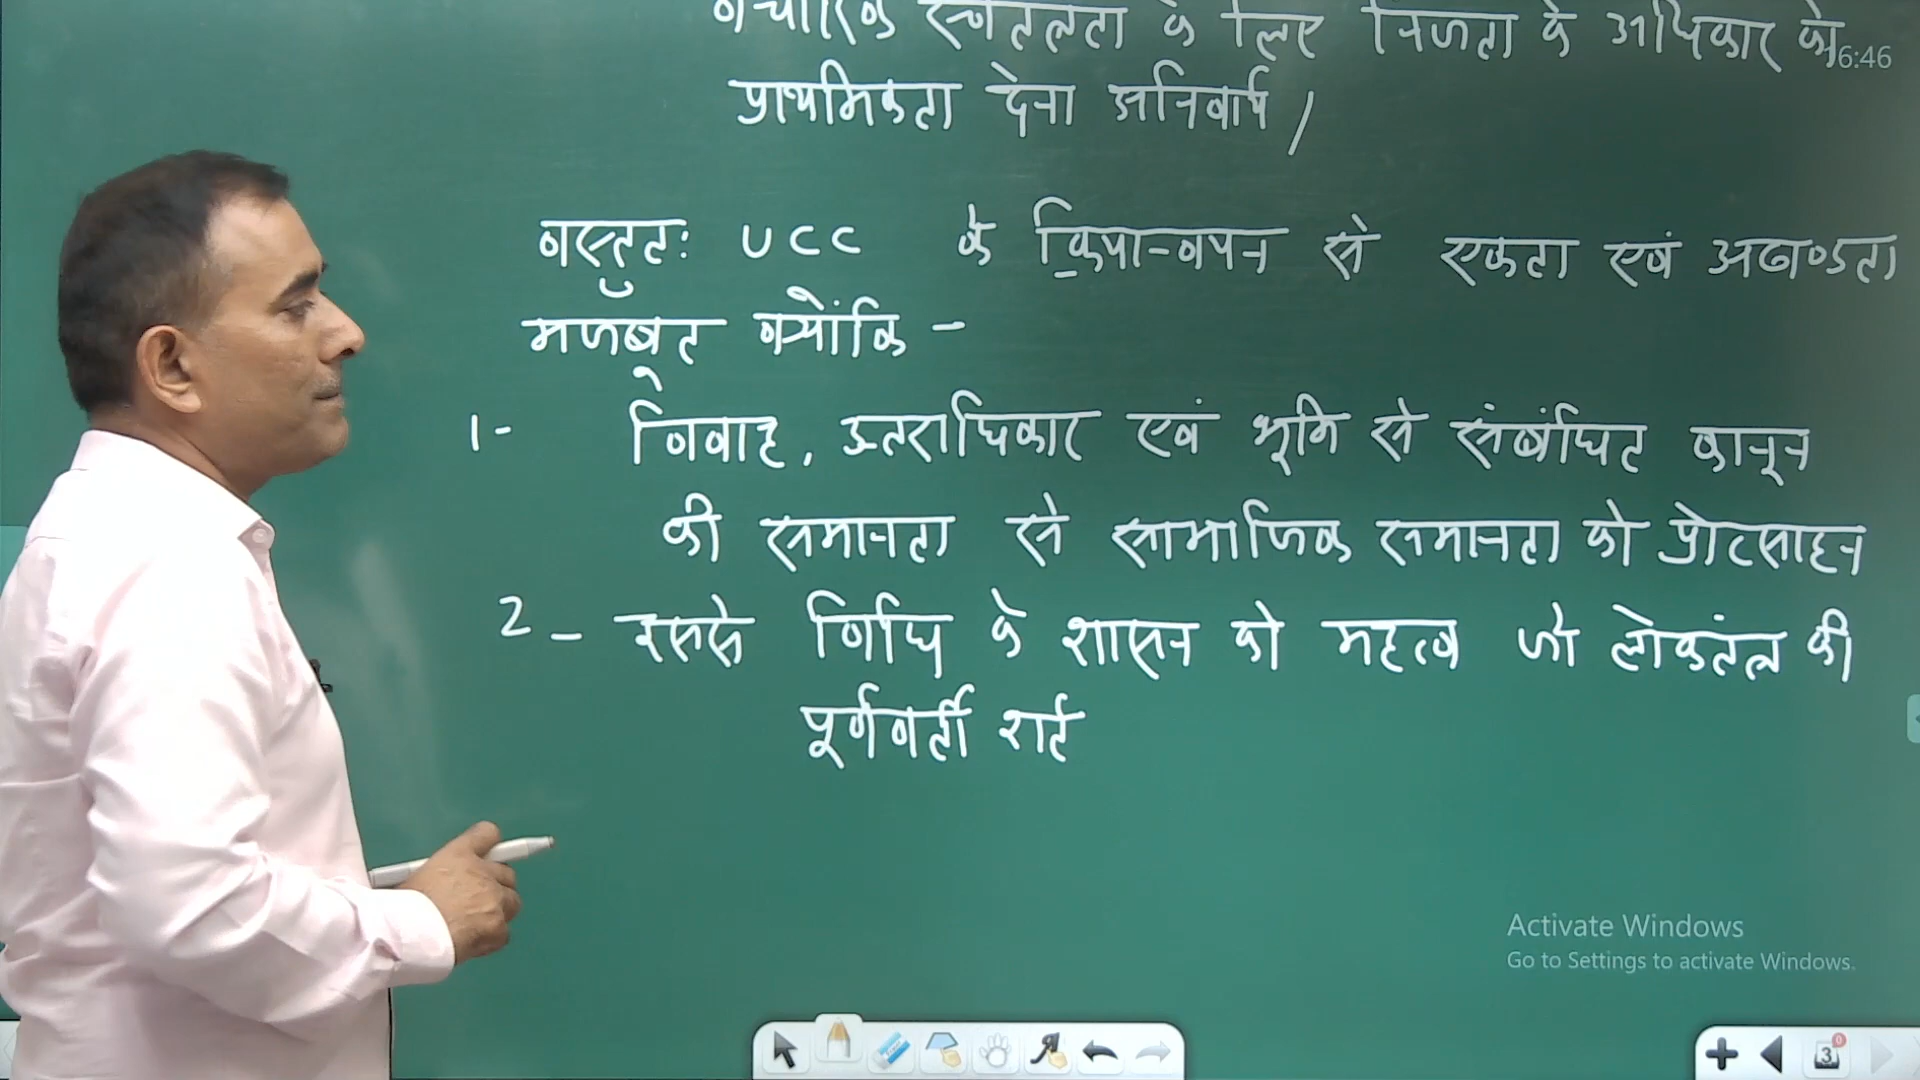 वैचारिक स्वतंत्रता के लिए निजता के अधिकार को
6:46
प्राथमिकता देना अनिवार्य /
वस्तुतः UCC के क्रियान्वयन से एकता एवं अखण्डता
मजबूत क्योंकि -
1- विवाह, उत्तराधिकार एवं भूमि से संबंधित कानून
की समानता से सामाजिक समानता को प्रोत्साहन
2 - इससे विधि के शासन को महत्व जो लोकतंत्र की
पूर्ववर्ती शर्त
Activate Windows
Go to Settings to activate Windows.
3
0